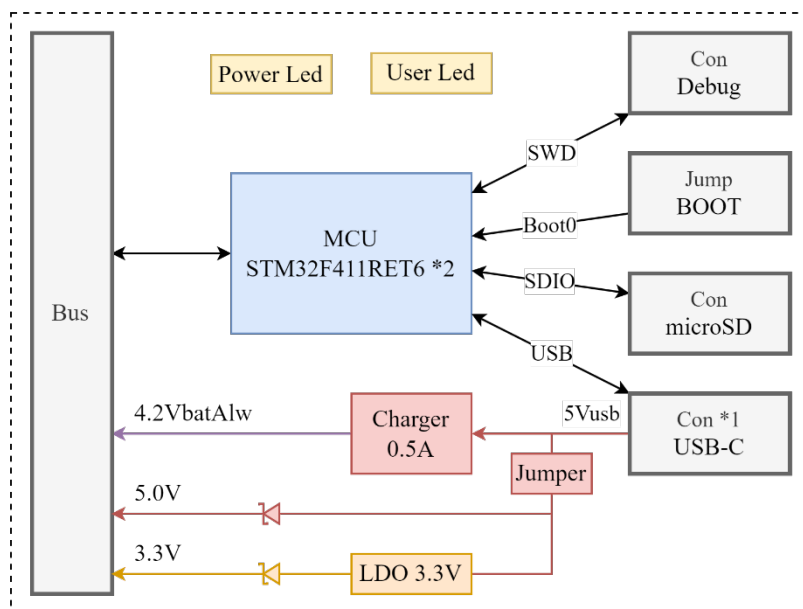 Power Led
User Led
Con
Debug
SWD
Jump
BOOT
Boot0
MCU
STM32F411RET6 *2
SDIO
Con
microSD
Bus
USB
4.2VbatAlw
Charger
0.5A
5Vusb
Con *1
USB-C
Jumper
5.0V
3.3V
LDO 3.3V